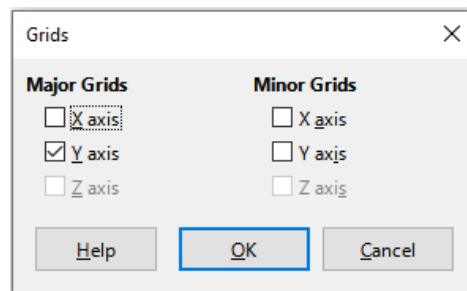 Grids
Major Grids Minor Grids
X axis X axis
Y axis Y axis
Z axis Z axis
Help OK Cancel